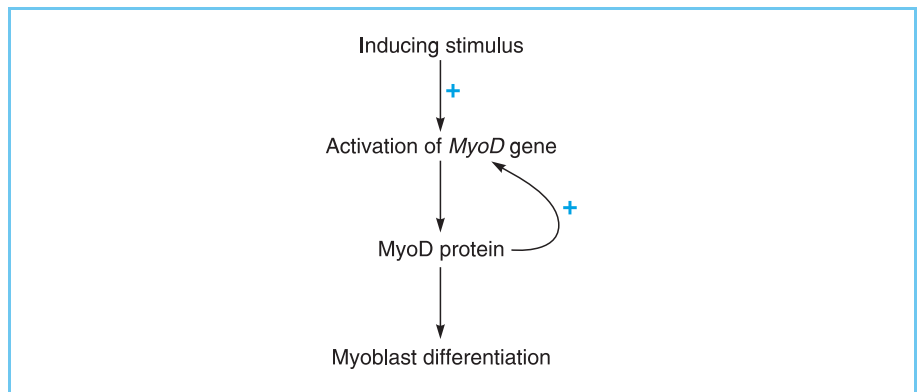 Inducing stimulus
+
Activation of MyoD gene
+
MyoD protein
Myoblast differentiation